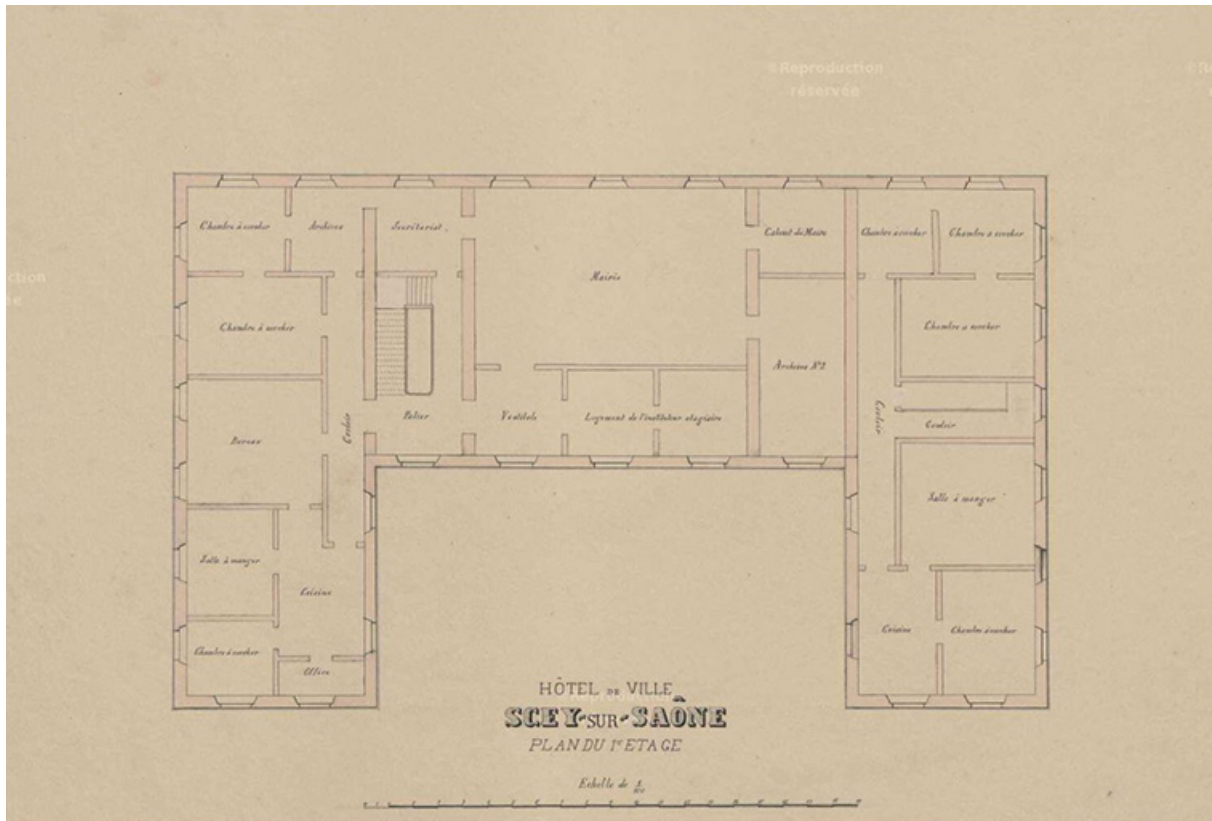 ©Reproduction
réservée
Chambre à coucher
Archives
Secrétariat
Cabinet du Maire
Chambre à coucher
Chambre à coucher
Mairie
Chambre à coucher
Chambre à coucher
Archives N°2
Bureau
Couloir
Palier
Vestibule
Logement de l'instituteur stagiaire
Couloir
Couloir
Salle à manger
Salle à manger
Cuisine
Cuisine
Chambre à coucher
Chambre à coucher
Office
HÔTEL DE VILLE
SCEY-SUR-SAÔNE
PLAN DU 1er ETAGE
Echelle de 1/100